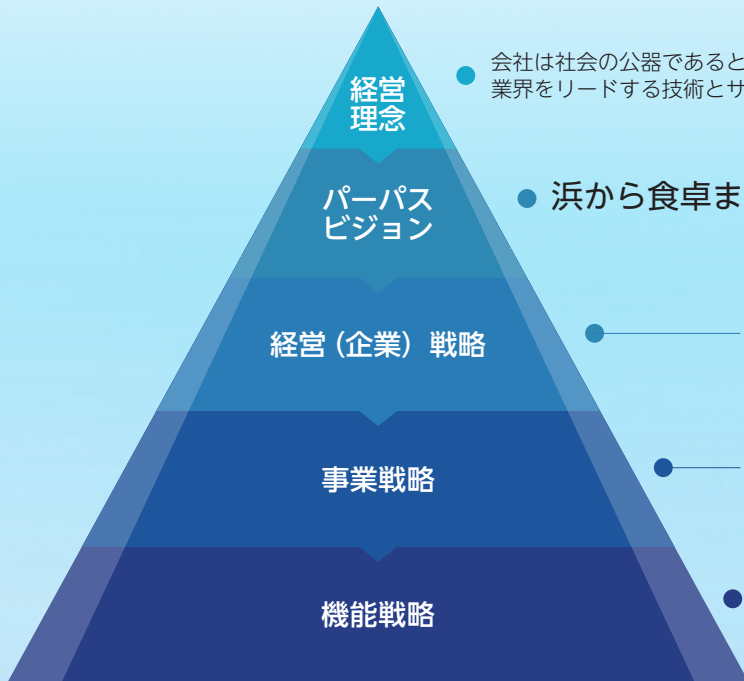 経営
理念
会社は社会の公器であると
業界をリードする技術とサ
パーパス
ビジョン
浜から食卓ま
経営（企業）戦略
事業戦略
機能戦略